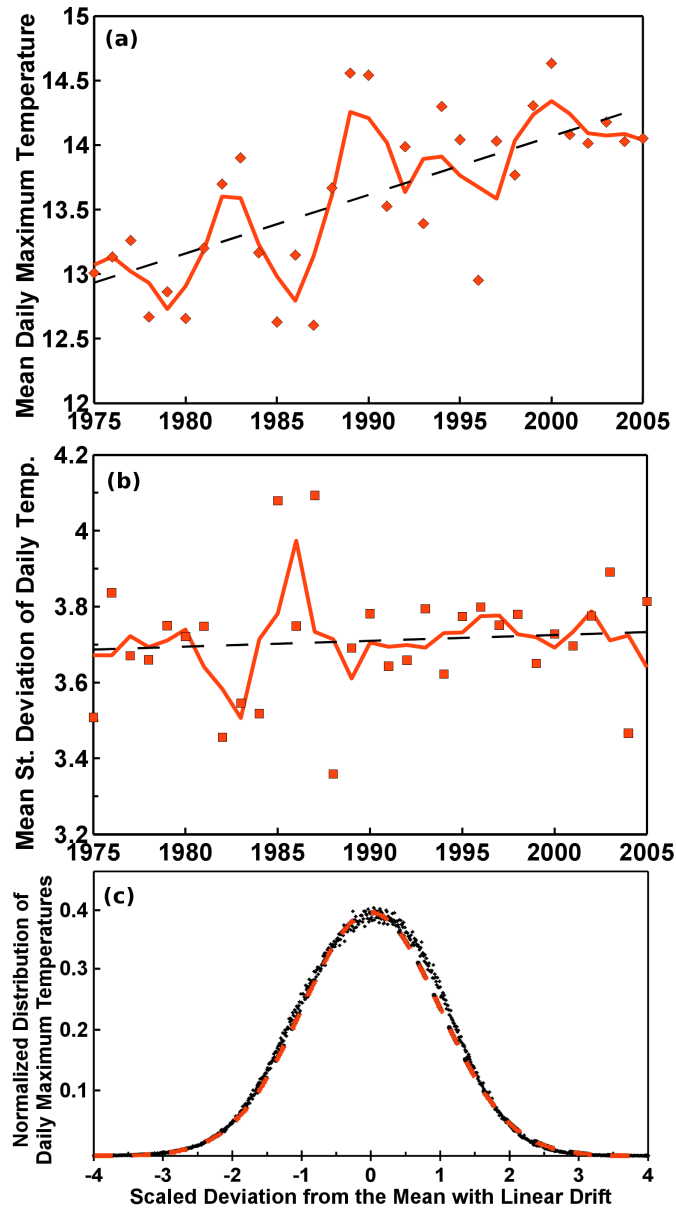 (a)
Mean Daily Maximum Temperature
15
14.5
14
13.5
13
12.5
12
1975 1980 1985 1990 1995 2000 2005
(b)
Mean St. Deviation of Daily Temp.
4.2
4
3.8
3.6
3.4
3.2
1975 1980 1985 1990 1995 2000 2005
(c)
Normalized Distribution of
Daily Maximum Temperatures
0.4
0.3
0.2
0.1
-4 -3 -2 -1 0 1 2 3 4
Scaled Deviation from the Mean with Linear Drift